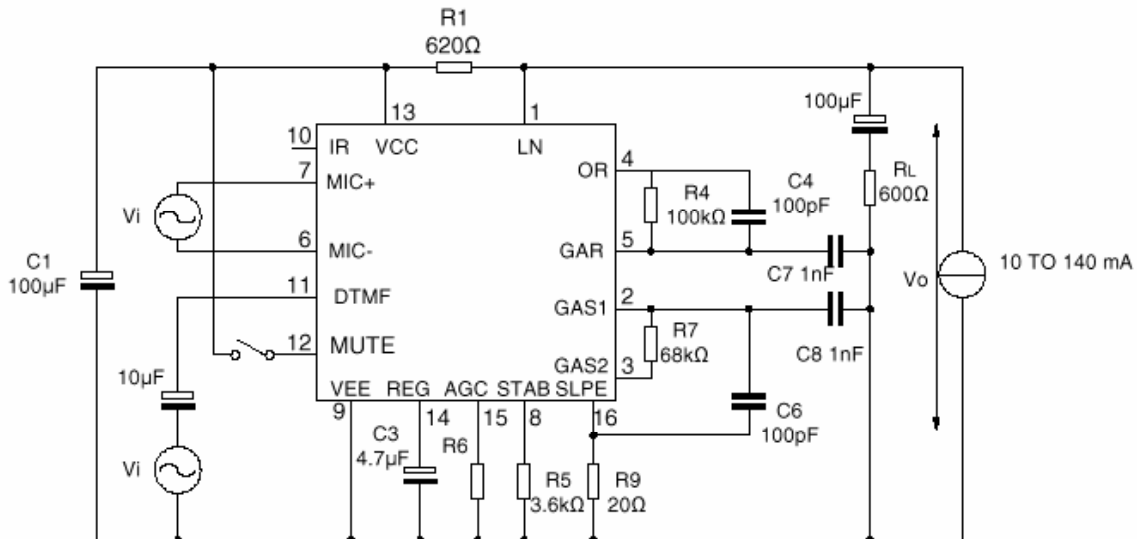 R1
620Ω
100µF
13
1
10
IR
VCC
LN
OR
4
7
MIC+
R4
100kΩ
C4
100pF
RL
600Ω
Vi
6
MIC-
GAR
5
C1
100µF
C7 1nF
Vo
10 TO 140 mA
11
DTMF
GAS1
2
12
MUTE
R7
68kΩ
C8 1nF
GAS2
3
10µF
VEE
REG
AGC
STAB
SLPE
9
14
15
8
16
C6
100pF
C3
4.7µF
R6
Vi
R5
3.6kΩ
R9
20Ω